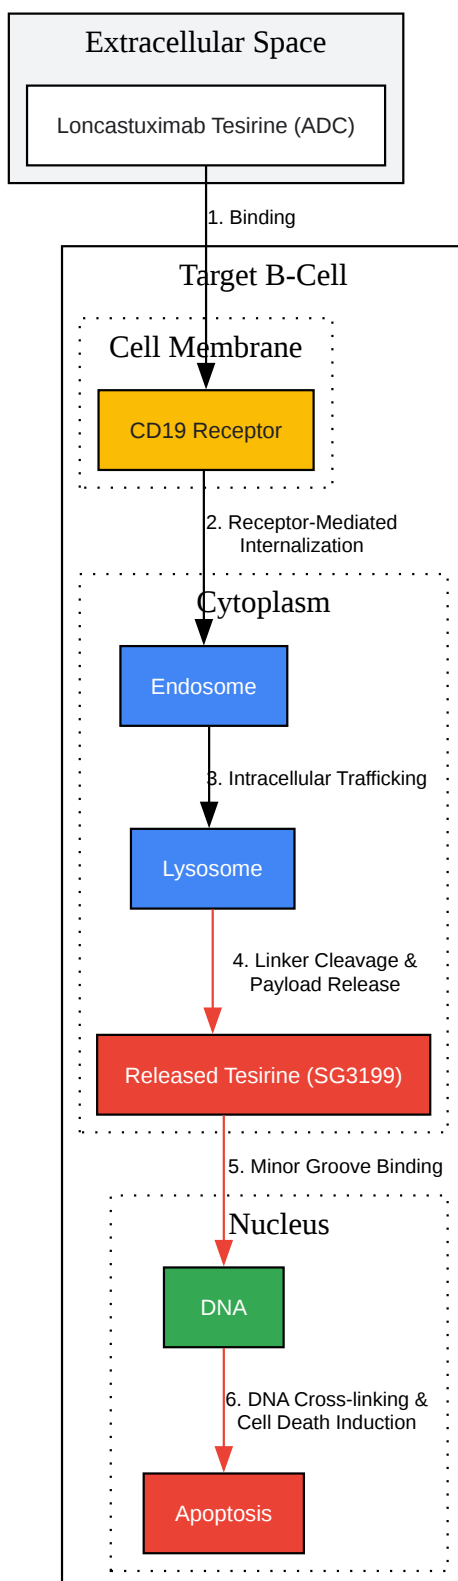 Extracellular Space
Loncastuximab Tesirine (ADC)
1. Binding
Target B-Cell
Cell Membrane
CD19 Receptor
2. Receptor-Mediated
Internalization
Cytoplasm
Endosome
3. Intracellular Trafficking
Lysosome
4. Linker Cleavage &
Payload Release
Released Tesirine (SG3199)
5. Minor Groove Binding
Nucleus
DNA
6. DNA Cross-linking &
Cell Death Induction
Apoptosis